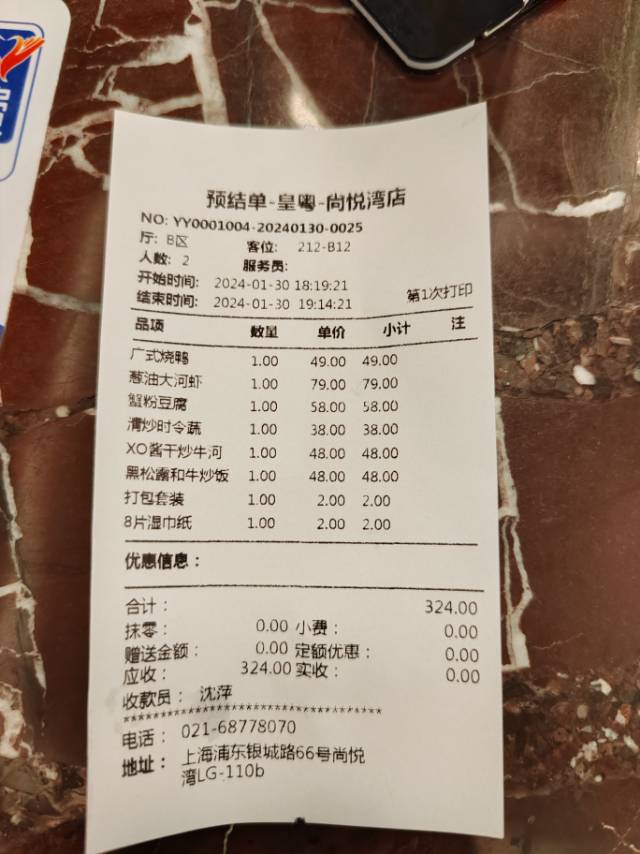 预结单-皇粤-尚悦湾店
NO: YY0001004-20240130-0025
厅: B区 客位: 212-B12
人数: 2 服务员:
开始时间: 2024-01-30 18:19:21
结束时间: 2024-01-30 19:14:21 第1次打印
品项 数量 单价 小计 注
广式烧鸭 1.00 49.00 49.00
葱油大河虾 1.00 79.00 79.00
蟹粉豆腐 1.00 58.00 58.00
清炒时令蔬 1.00 38.00 38.00
XO酱干炒牛河 1.00 48.00 48.00
黑松露和牛炒饭 1.00 48.00 48.00
打包套装 1.00 2.00 2.00
8片湿巾纸 1.00 2.00 2.00
优惠信息:
合计: 324.00
抹零: 0.00 小费: 0.00
赠送金额: 0.00 定额优惠: 0.00
应收: 324.00 实收: 0.00
收款员: 沈萍
****************************************
电话: 021-68778070
地址: 上海浦东银城路66号尚悦
湾LG-110b